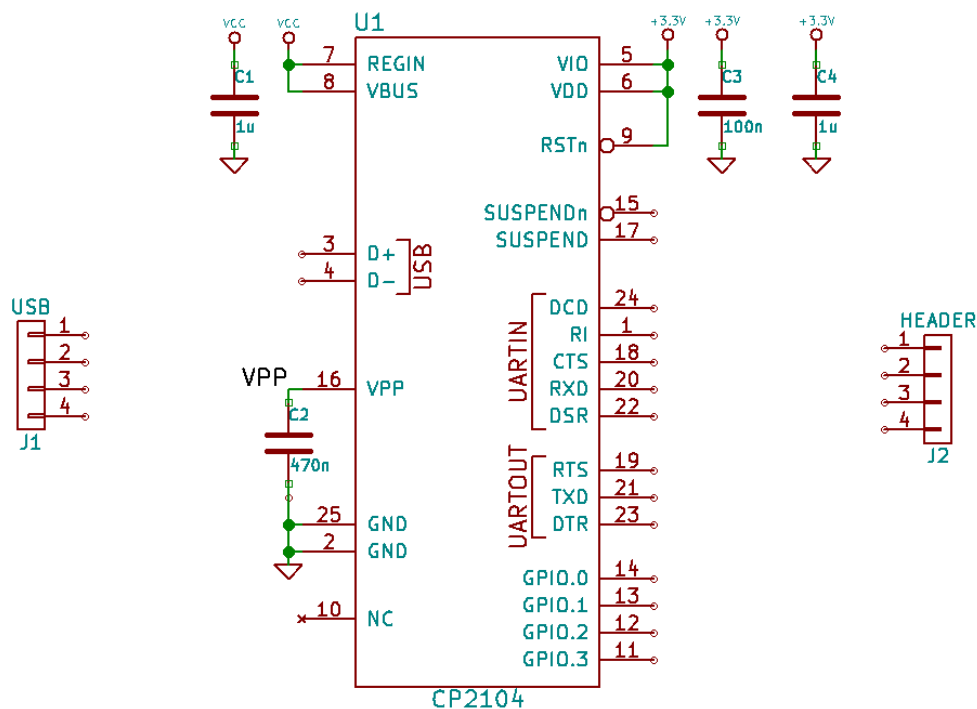 VCC
VCC
U1
+3.3V
+3.3V
+3.3V
C1
1u
7 REGIN
8 VBUS
VIO 5
VDD 6
RSTn 9
C3
100n
C4
1u
SUSPENDn 15
SUSPEND 17
3 D+
4 D-
USB
USB
1
2
3
4
J1
VPP
16 VPP
C2
470n
25 GND
2 GND
10 NC
UARTIN
DCD 24
RI 1
CTS 18
RXD 20
DSR 22
UARTOUT
RTS 19
TXD 21
DTR 23
GPIO.0 14
GPIO.1 13
GPIO.2 12
GPIO.3 11
HEADER
1
2
3
4
J2
CP2104